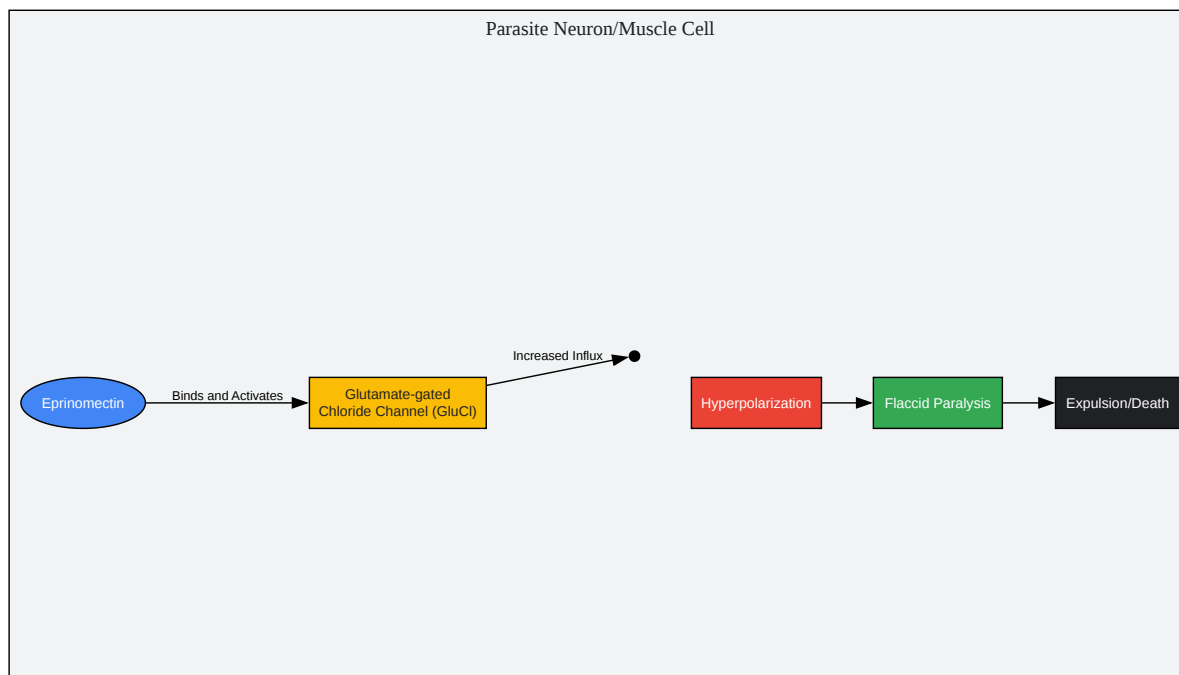 Parasite Neuron/Muscle Cell
Increased Influx
Eprinomectin
Binds and Activates
Glutamate-gated
Chloride Channel (GluCl)
Hyperpolarization
Flaccid Paralysis
Expulsion/Death